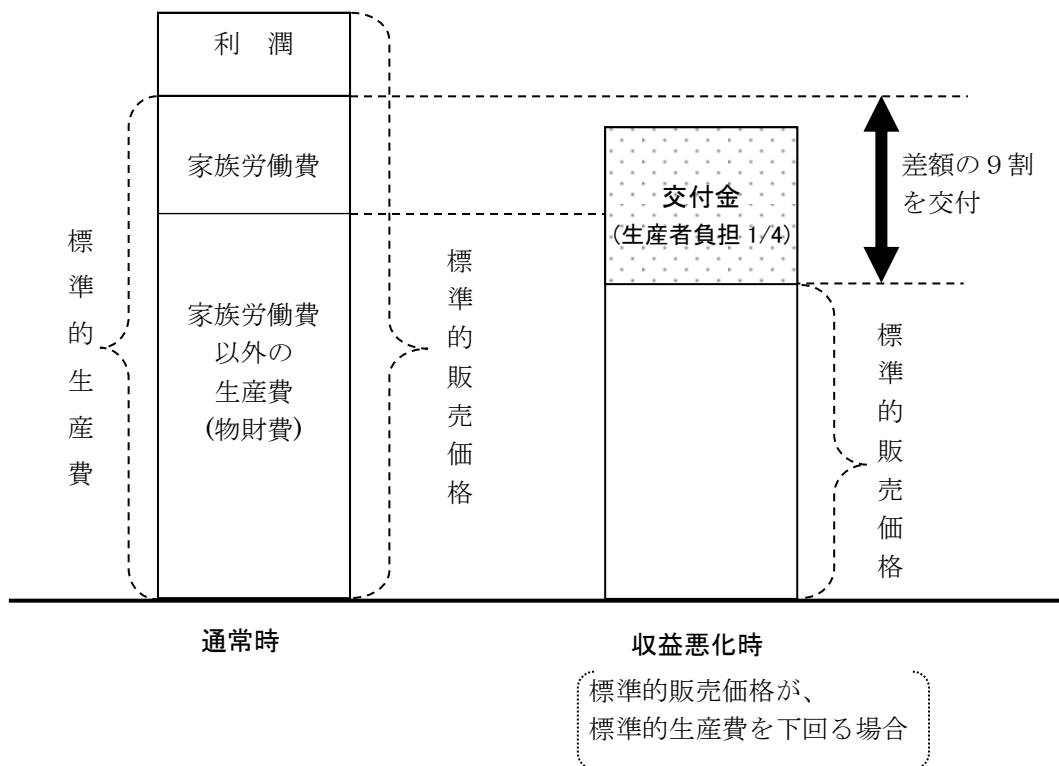 利　潤
家族労働費
家族労働費
以外の
生産費
(物財費)
標準的生産費
標準的販売価格
交付金
(生産者負担 1/4)
差額の９割
を交付
標準的販売価格
通常時
収益悪化時
標準的販売価格が、
標準的生産費を下回る場合